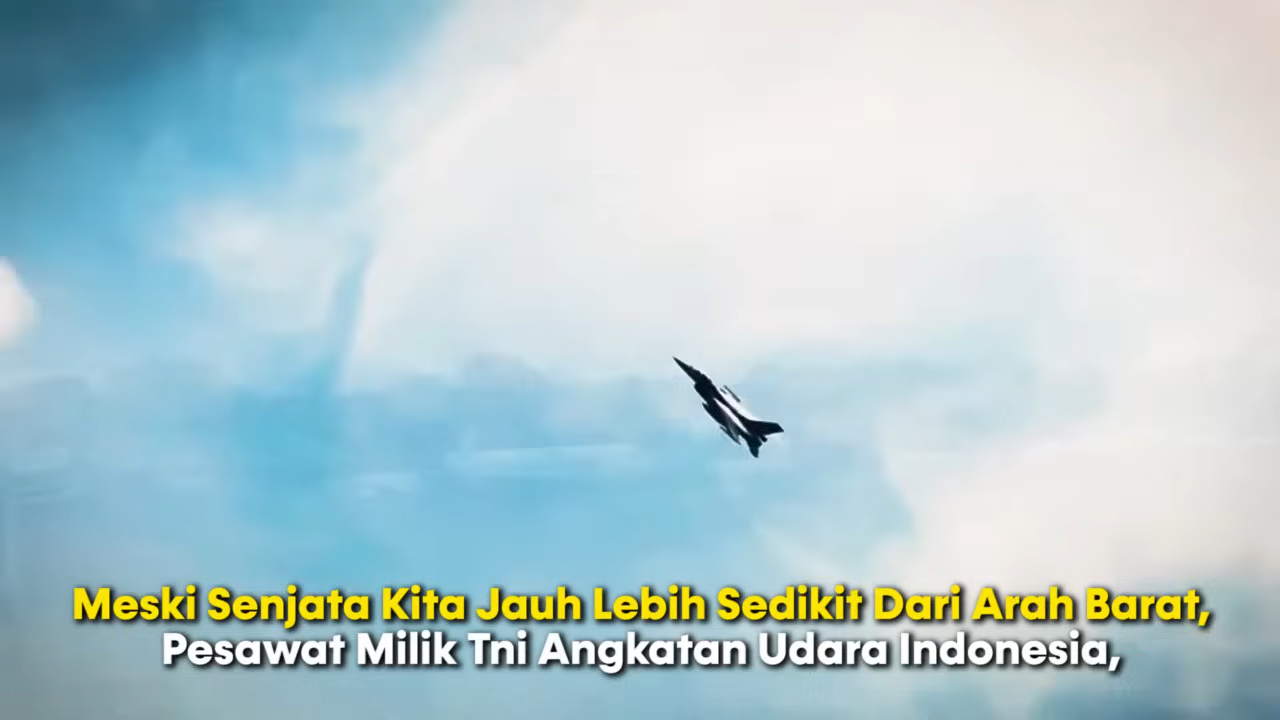 Meski Senjata Kita Jauh Lebih Sedikit Dari Arah Barat,
Pesawat Milik Tni Angkatan Udara Indonesia,